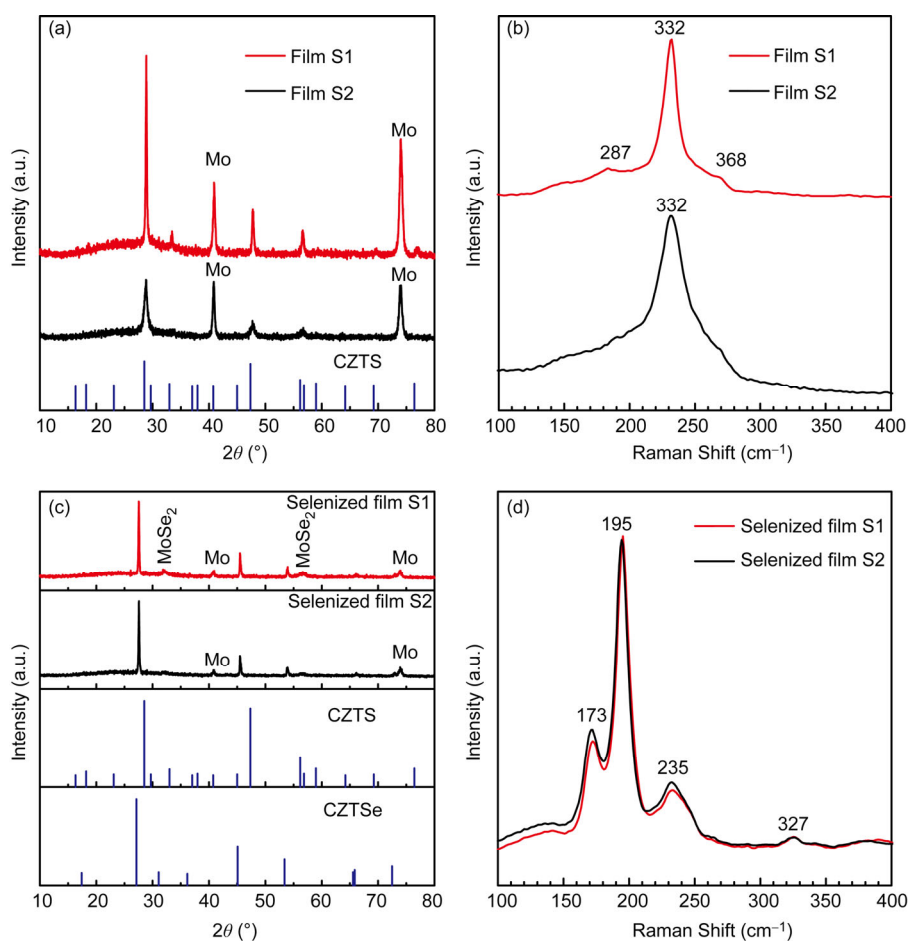 (a)
Film S1
Film S2
Mo
Mo
Mo
Mo
CZTS
Intensity (a.u.)
10 20 30 40 50 60 70 80
2θ (°)
(b)
332
Film S1
Film S2
287
368
332
Intensity (a.u.)
100 150 200 250 300 350 400
Raman Shift (cm⁻¹)
(c)
Selenized film S1
MoSe₂
MoSe₂
Mo
Mo
Selenized film S2
Mo
Mo
CZTS
CZTSe
Intensity (a.u.)
10 20 30 40 50 60 70 80
2θ (°)
(d)
195
Selenized film S1
Selenized film S2
173
235
327
Intensity (a.u.)
100 150 200 250 300 350 400
Raman Shift (cm⁻¹)